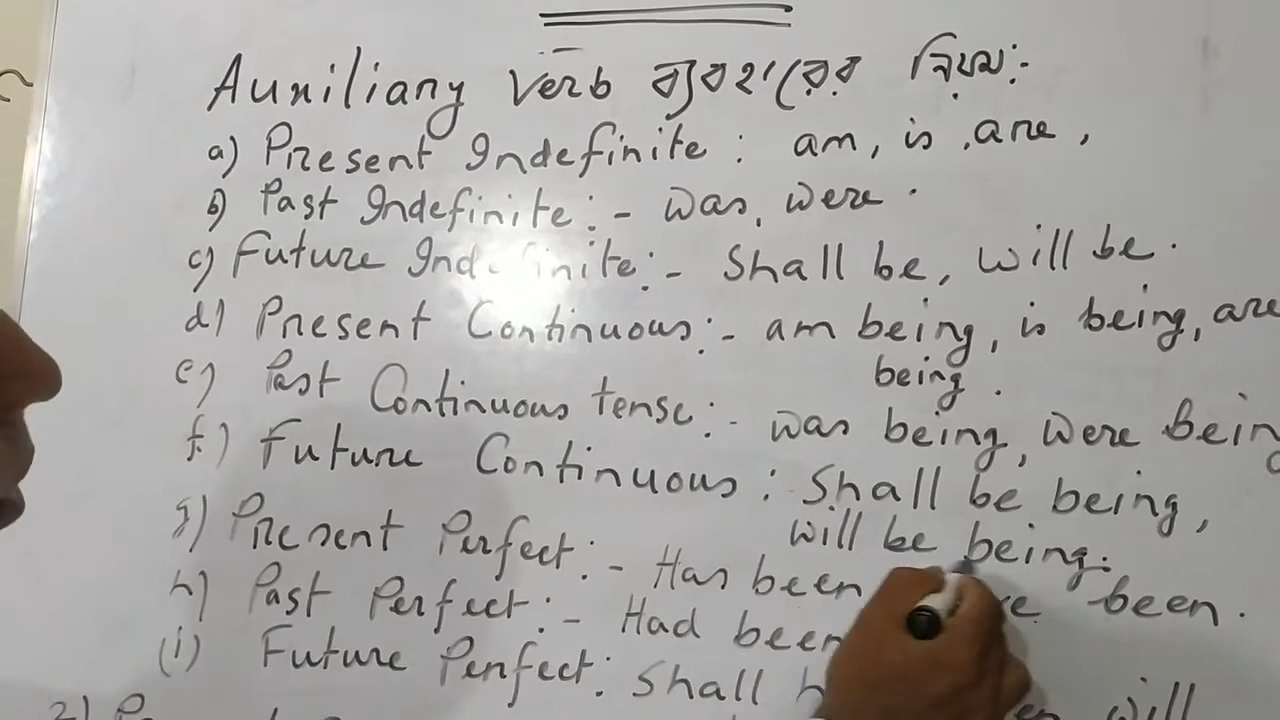 Auxiliary Verb ব্যবহারের নিয়ম:-
a) Present Indefinite : am, is, are,
b) Past Indefinite:- was, were.
c) Future Indefinite:- Shall be, will be.
d) Present Continuous:- am being, is being, are
being.
e) Past Continuous tense:- was being, were bein
f.) Future Continuous : Shall be being,
will be being.
g) Present Perfect:- Has been been.
h) Past Perfect:- Had been
(i) Future Perfect: Shall will
2)